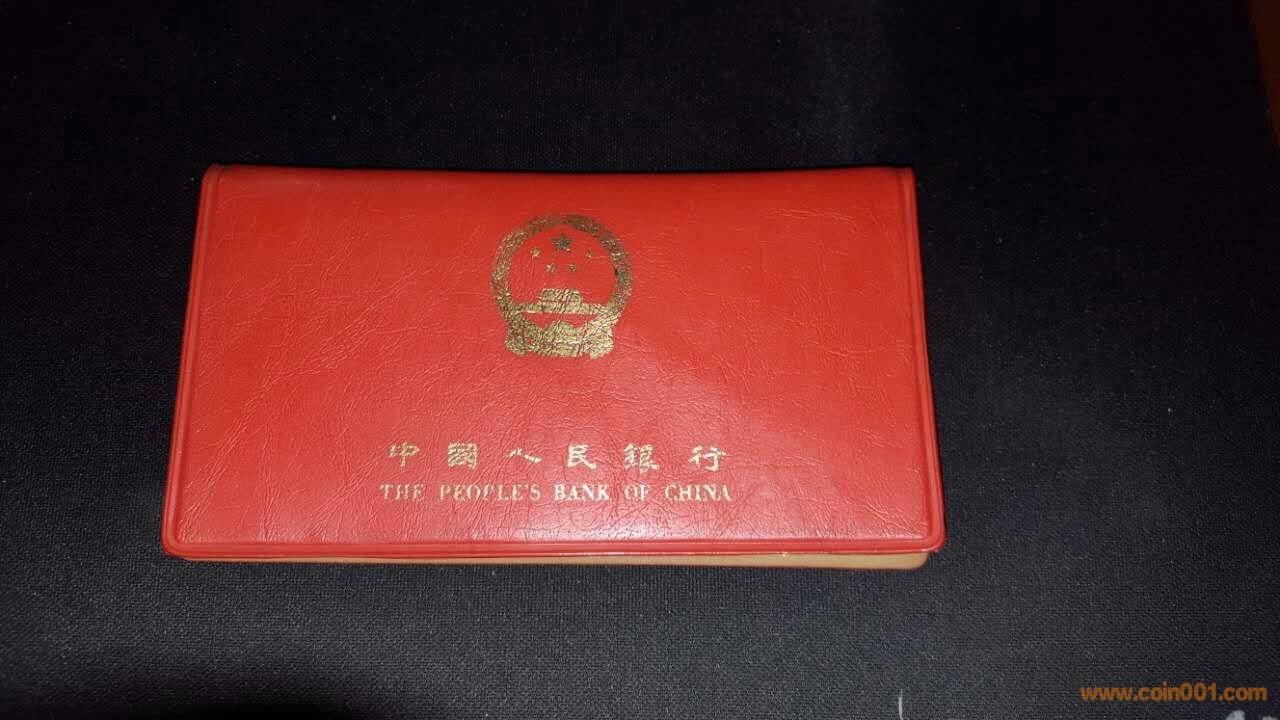 中國人民銀行
THE PEOPLE'S BANK OF CHINA
www.coin001.com